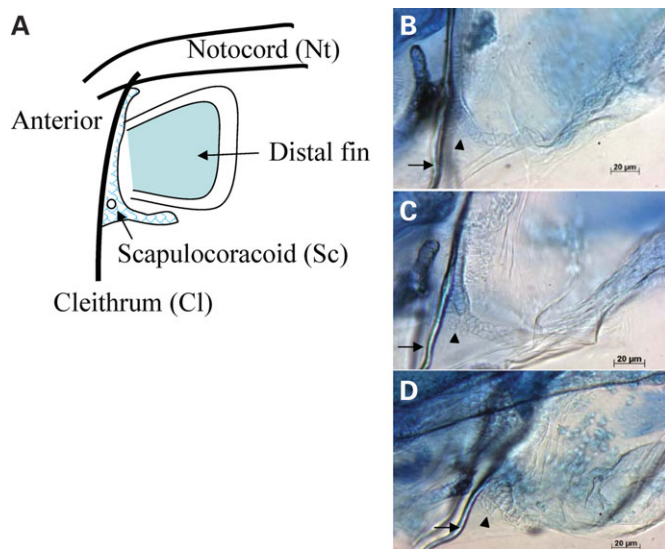 A
Notocord (Nt)
Anterior
Distal fin
Scapulocoracoid (Sc)
Cleithrum (Cl)
B
20 µm
C
20 µm
D
20 µm